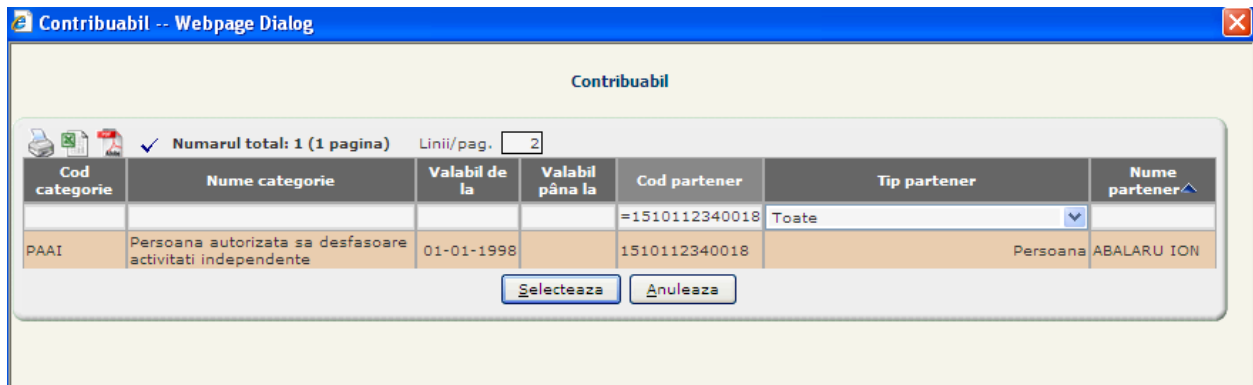 Contribuabil -- Webpage Dialog
Contribuabil
Numarul total: 1 (1 pagina) Linii/pag. 2
Cod categorie Nume categorie Valabil de la Valabil pâna la Cod partener Tip partener Nume partener
=1510112340018 Toate
PAAI Persoana autorizata sa desfasoare activitati independente 01-01-1998 1510112340018 Persoana ABALARU ION
Selecteaza Anuleaza